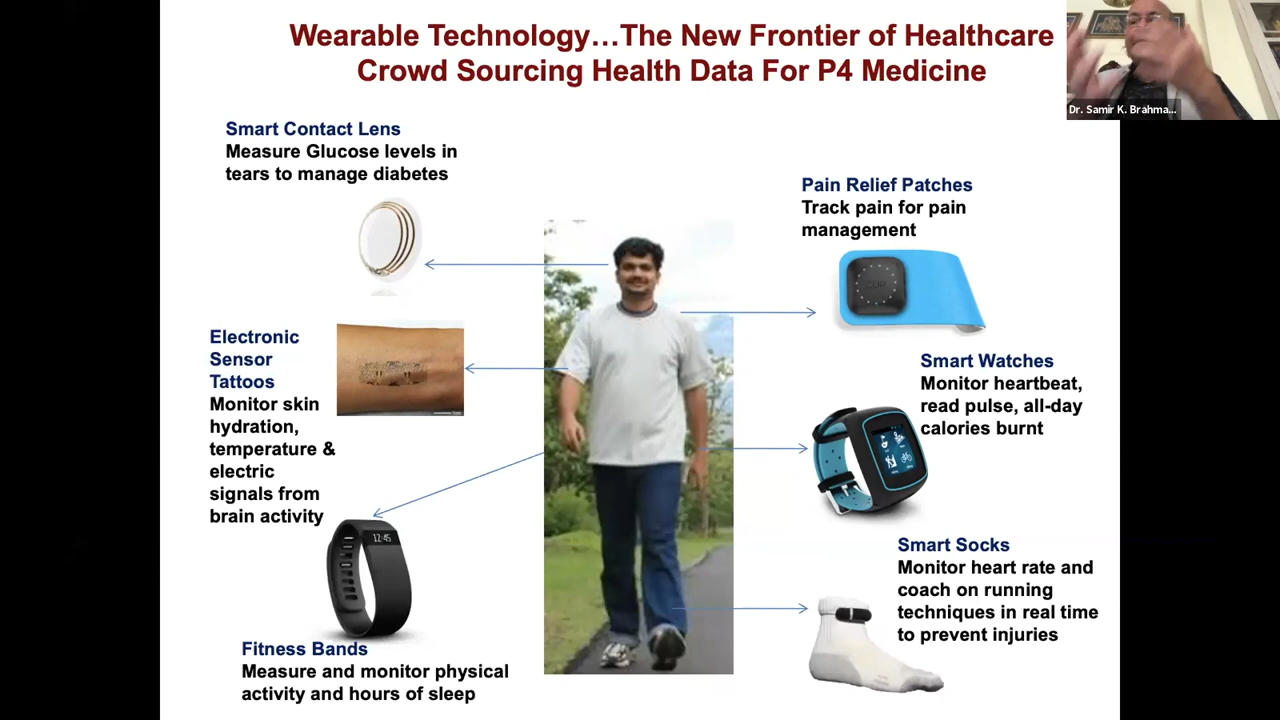 Wearable Technology…The New Frontier of Healthcare
Crowd Sourcing Health Data For P4 Medicine
Dr. Samir K. Brahma...
Smart Contact Lens
Measure Glucose levels in
tears to manage diabetes
Pain Relief Patches
Track pain for pain
management
CUR
Electronic
Sensor
Tattoos
Monitor skin
hydration,
temperature &
electric
signals from
brain activity
Smart Watches
Monitor heartbeat,
read pulse, all-day
calories burnt
12:45
Fitness Bands
Measure and monitor physical
activity and hours of sleep
Smart Socks
Monitor heart rate and
coach on running
techniques in real time
to prevent injuries